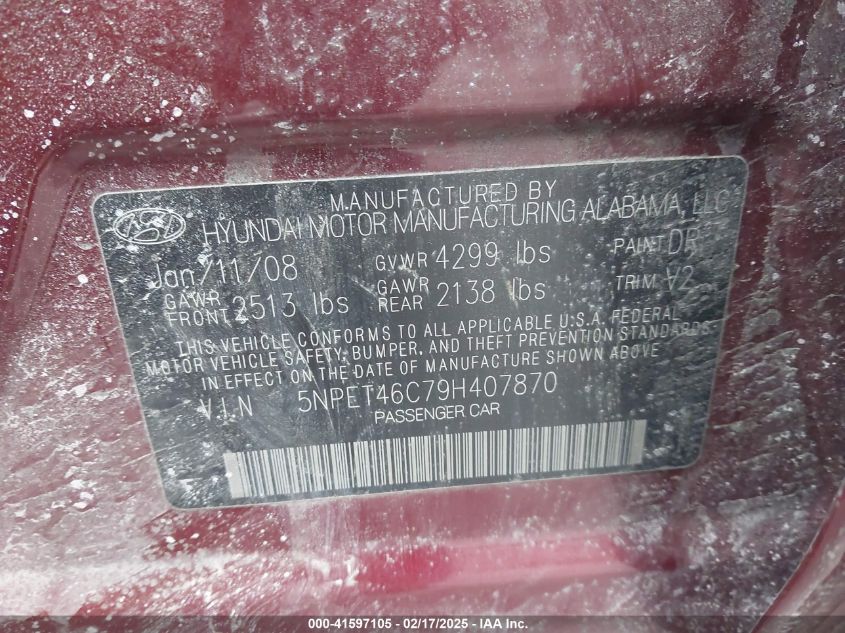 MANUFACTURED BY
HYUNDAI MOTOR MANUFACTURING ALABAMA, LLC
Jan/11/08 GVWR 4299 lbs PAINT DR
GAWR FRONT 2513 lbs GAWR REAR 2138 lbs TRIM V2
THIS VEHICLE CONFORMS TO ALL APPLICABLE U.S.A. FEDERAL
MOTOR VEHICLE SAFETY, BUMPER, AND THEFT PREVENTION STANDARDS
IN EFFECT ON THE DATE OF MANUFACTURE SHOWN ABOVE
V.I.N 5NPET46C79H407870
PASSENGER CAR
000-41597105 - 02/17/2025 - IAA Inc.